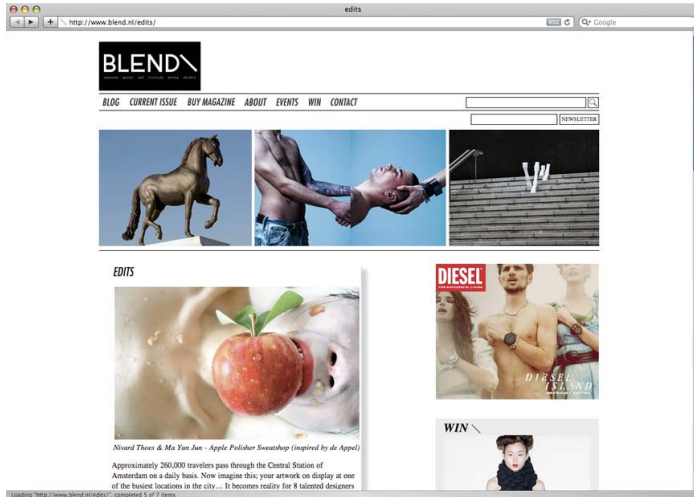 edits
http://www.blend.nl/edits/
RSS
Google
BLEND\
BLOG CURRENT ISSUE BUY MAGAZINE ABOUT EVENTS WIN CONTACT
NEWSLETTER
EDITS
DIESEL
FOR SUCCESSFUL LIVING
DIESEL
ISLAND
Nivard Thoes & Ma Yan Jun - Apple Polisher Sweatshop (inspired by de Appel)
Approximately 260,000 travelers pass through the Central Station of
Amsterdam on a daily basis. Now imagine this; your artwork on display at one
of the busiest locations in the city.... It becomes reality for 8 talented designers
WIN \
Loading "http://www.blend.nl/edits/", completed 5 of 7 items